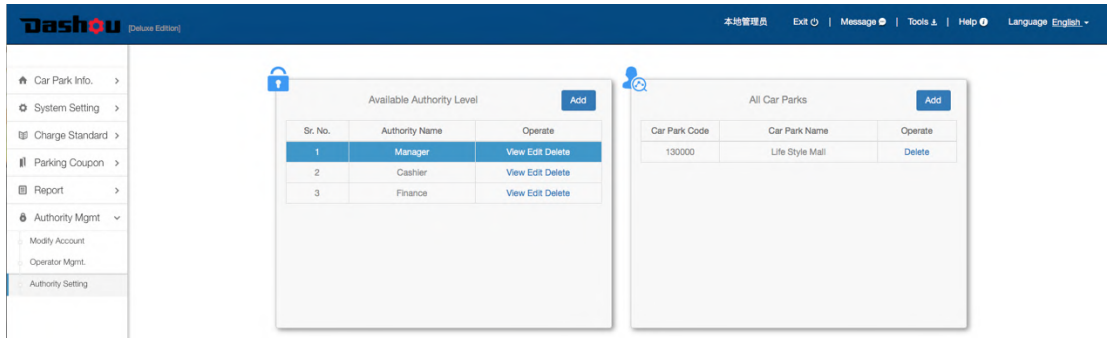 Dashou [Deluxe Edition] 本地管理员 Exit | Message | Tools | Help Language English
Car Park Info.
System Setting
Charge Standard
Parking Coupon
Report
Authority Mgmt
Modify Account
Operator Mgmt.
Authority Setting
Available Authority Level Add
Sr. No. Authority Name Operate
1 Manager View Edit Delete
2 Cashier View Edit Delete
3 Finance View Edit Delete
All Car Parks Add
Car Park Code Car Park Name Operate
130000 Life Style Mall Delete